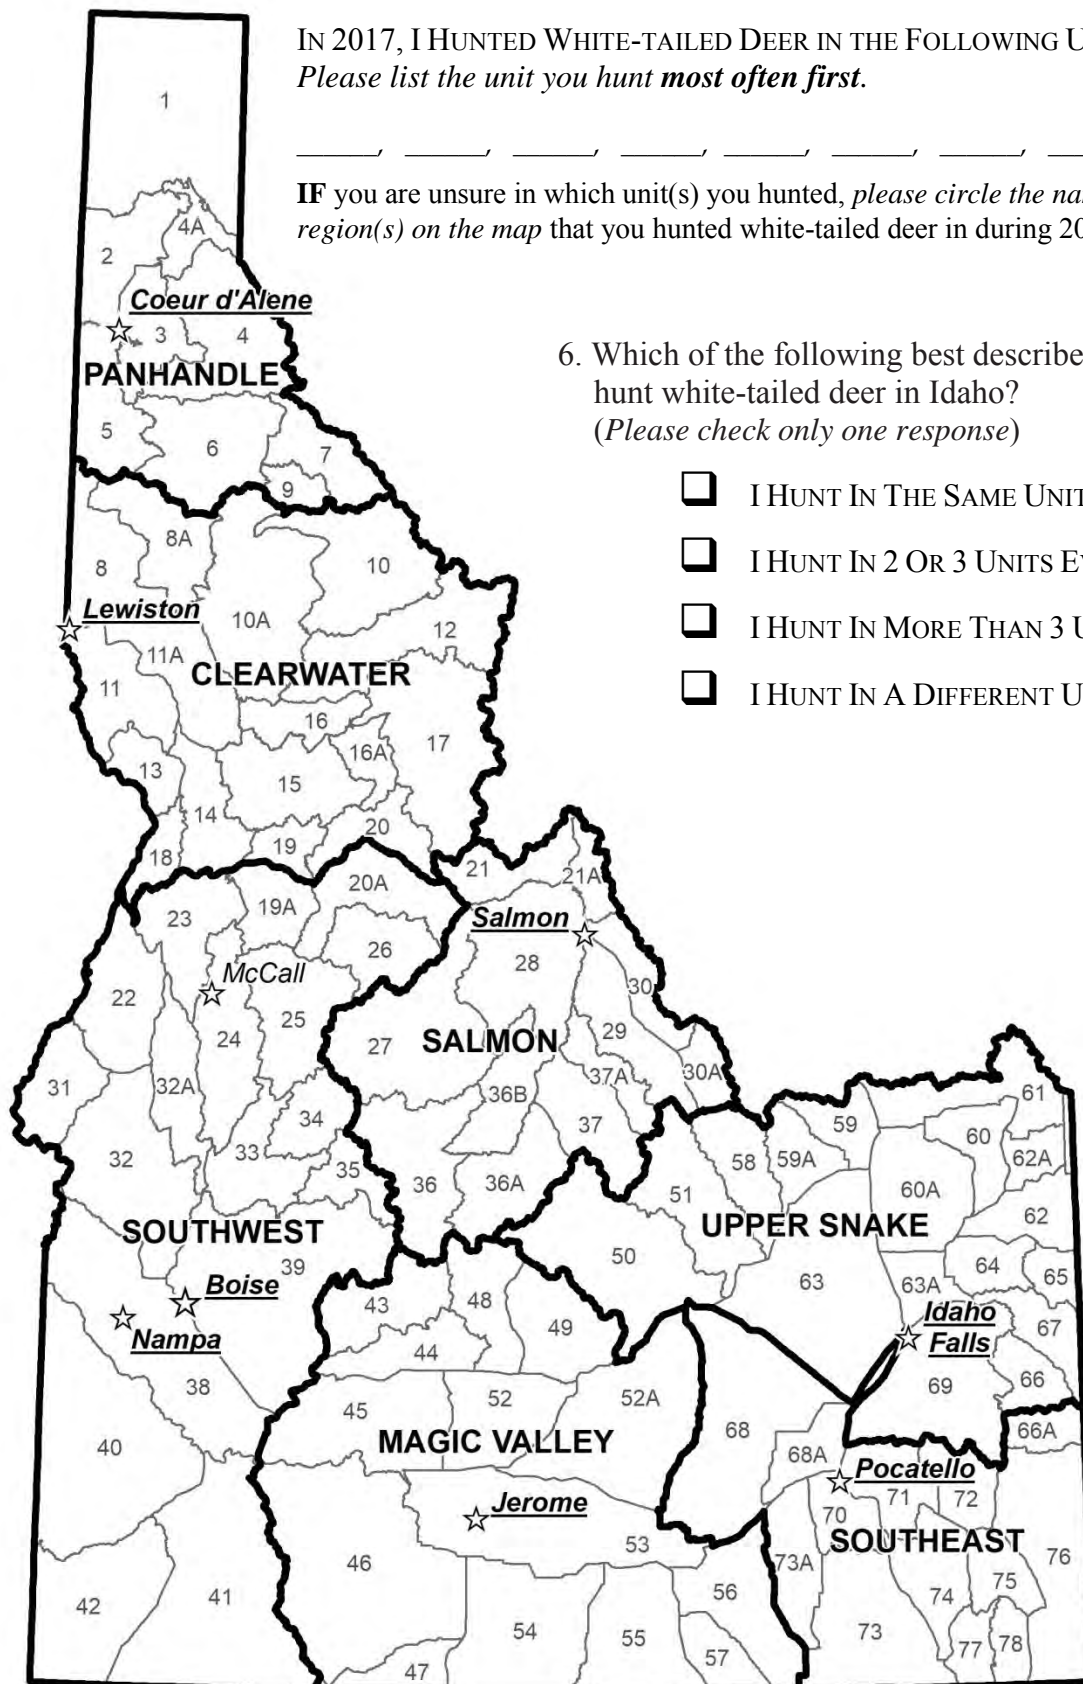 IN 2017, I HUNTED WHITE-TAILED DEER IN THE FOLLOWING U
Please list the unit you hunt most often first.
______, ______, ______, ______, ______, ______, ______, ___
IF you are unsure in which unit(s) you hunted, please circle the na
region(s) on the map that you hunted white-tailed deer in during 20
6. Which of the following best describe
hunt white-tailed deer in Idaho?
(Please check only one response)
❑ I HUNT IN THE SAME UNIT
❑ I HUNT IN 2 OR 3 UNITS EV
❑ I HUNT IN MORE THAN 3 U
❑ I HUNT IN A DIFFERENT U
1
4A
2
Coeur d'Alene
3
4
PANHANDLE
5
6
7
9
8A
8
10
Lewiston
10A
12
11A
CLEARWATER
11
16
17
16A
13
15
14
20
19
18
21
21A
20A
19A
23
Salmon
26
28
McCall
22
25
30
24
29
27
SALMON
37A
30A
31
32A
36B
34
37
33
32
35
36
36A
59
61
60
58
59A
62A
51
60A
SOUTHWEST
UPPER SNAKE
62
39
50
63
64
65
63A
Boise
43
48
49
Idaho
Falls
67
Nampa
44
38
66
69
45
52
52A
66A
40
MAGIC VALLEY
68
68A
Pocatello
Jerome
71
72
70
SOUTHEAST
53
46
73A
76
75
56
42
41
74
54
55
73
77
78
57
47